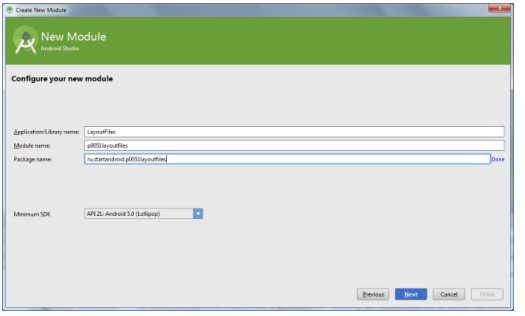 Create New Module
New Module
Android Studio
Configure your new module
Application/Library name: LayoutFiles
Module name: p0051layoutfiles
Package name: ru.startandroid.p0051layoutfiles Done
Minimum SDK API 21: Android 5.0 (Lollipop)
Previous Next Cancel Finish